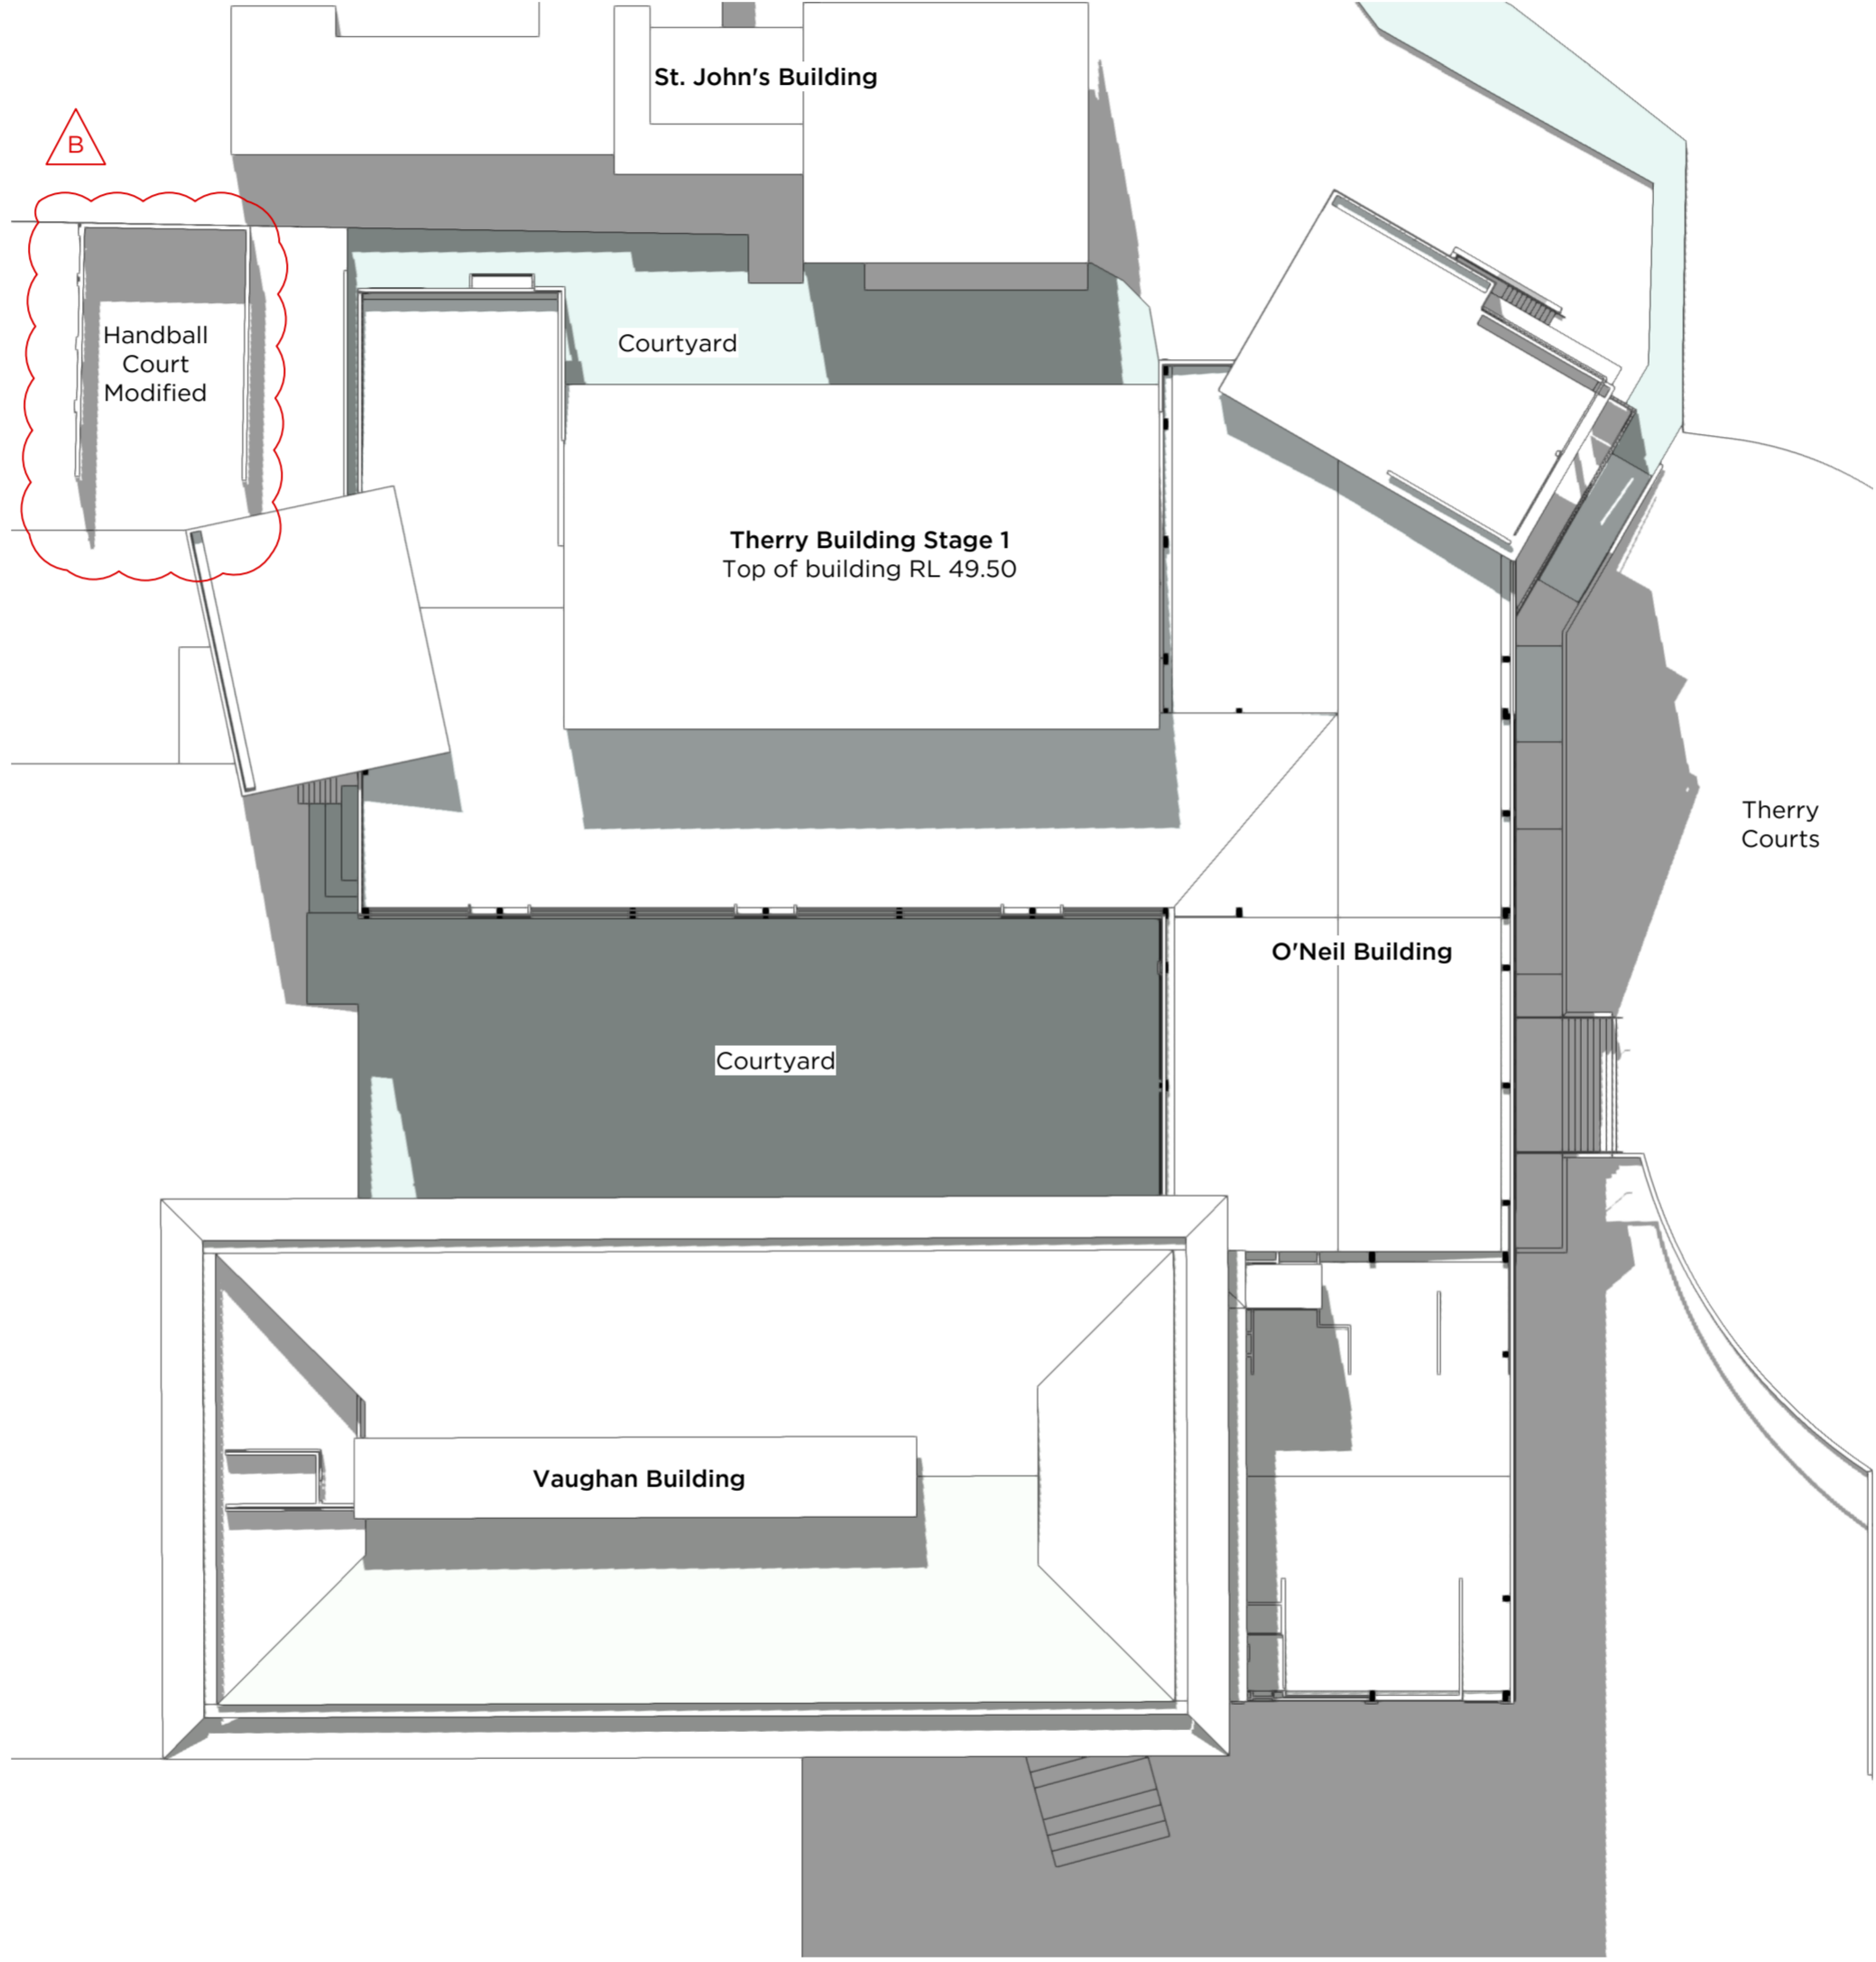 St. John's Building
B
Handball
Court
Modified
Courtyard
Therry Building Stage 1
Top of building RL 49.50
Therry
Courts
O'Neil Building
Courtyard
Vaughan Building